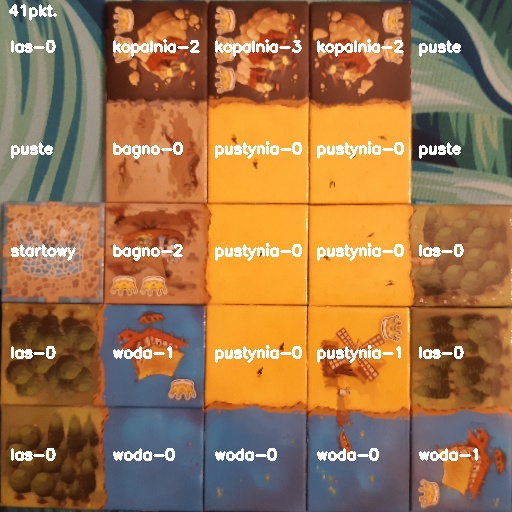 41pkt.
las-0 kopalnia-2 kopalnia-3 kopalnia-2 puste
puste bagno-0 pustynia-0 pustynia-0 puste
startowy bagno-2 pustynia-0 pustynia-0 las-0
las-0 woda-1 pustynia-0 pustynia-1 las-0
las-0 woda-0 woda-0 woda-0 woda-1